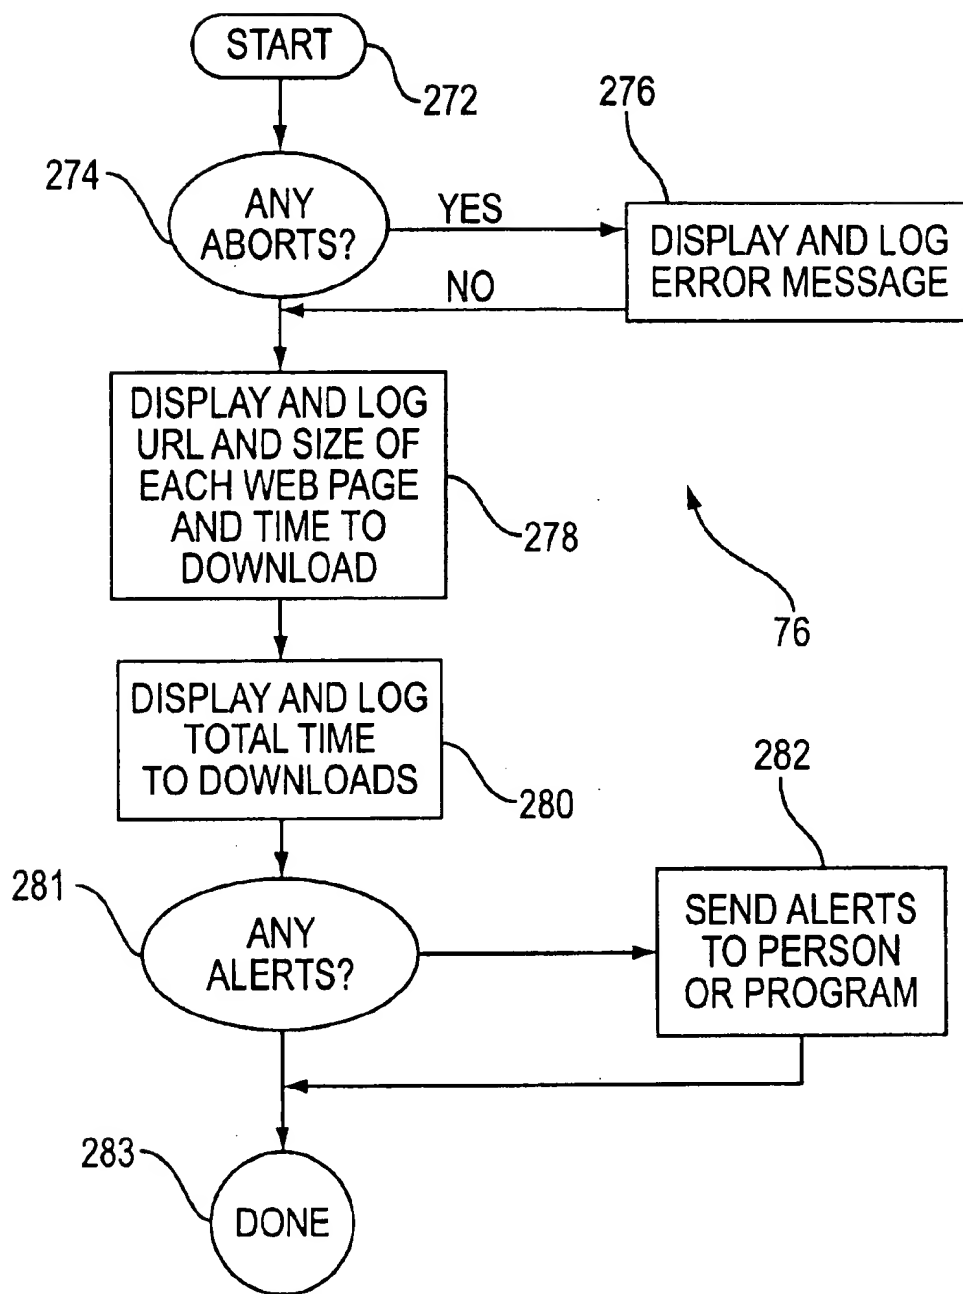 START
272
276
274
ANY
ABORTS?
YES
DISPLAY AND LOG
ERROR MESSAGE
NO
DISPLAY AND LOG
URL AND SIZE OF
EACH WEB PAGE
AND TIME TO
DOWNLOAD
278
76
DISPLAY AND LOG
TOTAL TIME
TO DOWNLOADS
280
282
281
ANY
ALERTS?
SEND ALERTS
TO PERSON
OR PROGRAM
283
DONE